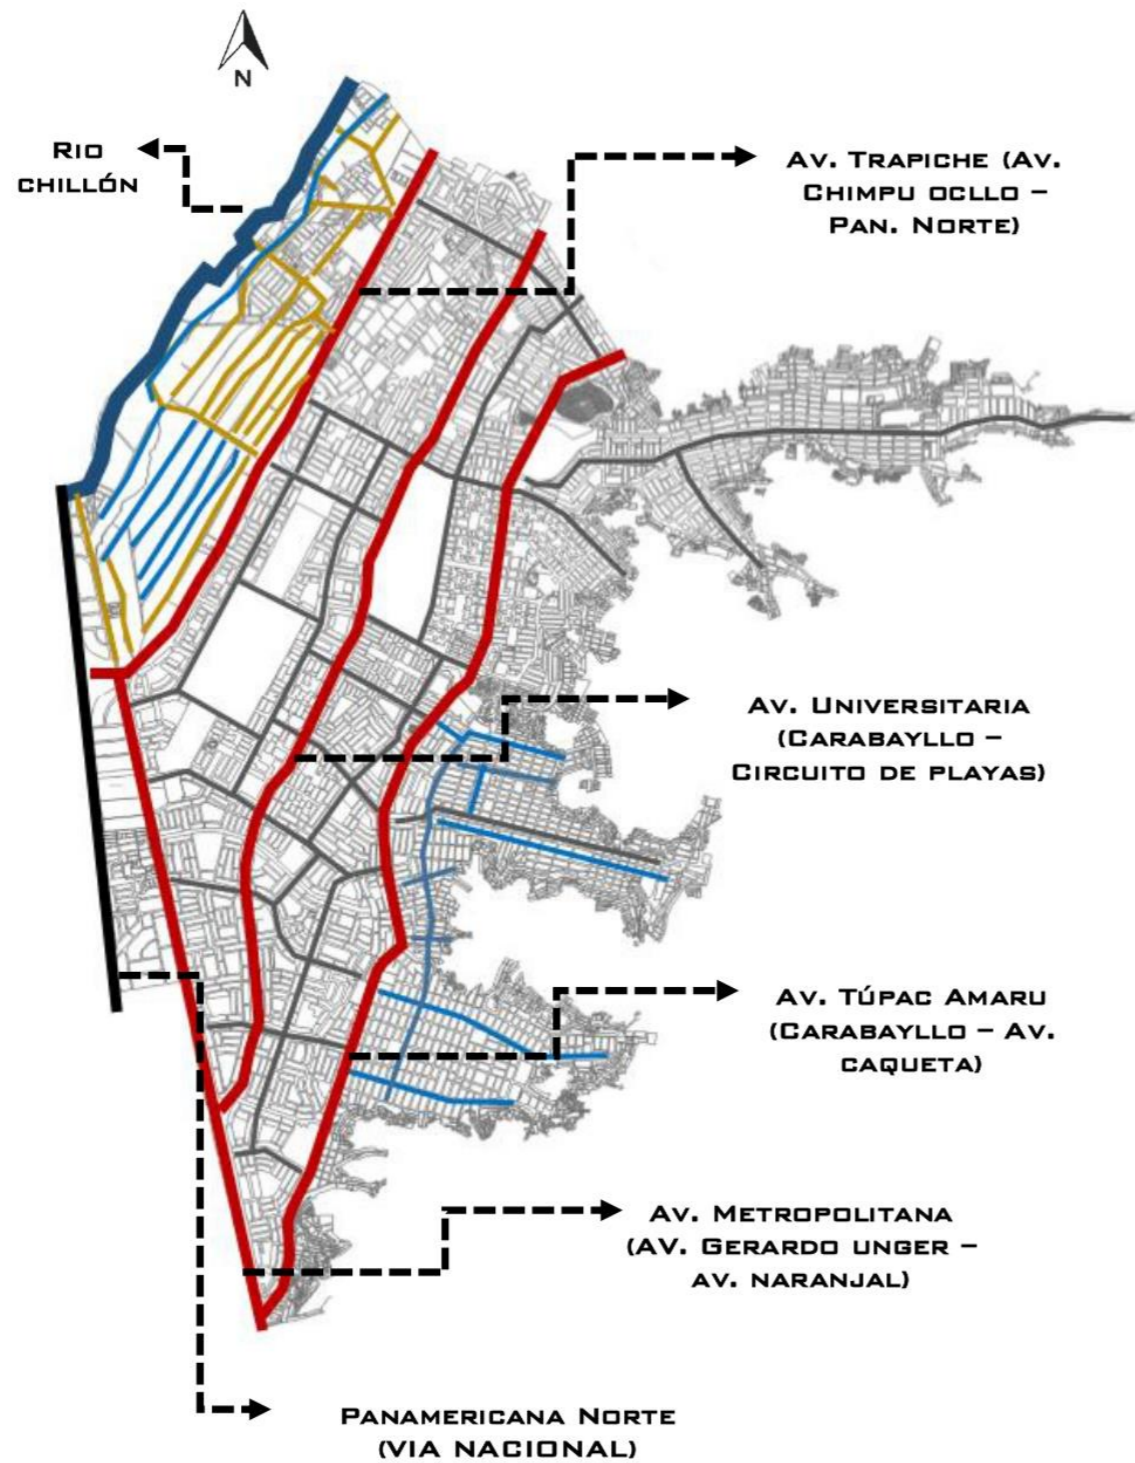 N
RIO
CHILLÓN
AV. TRAPICHE (AV.
CHIMPU OCLLO –
PAN. NORTE)
AV. UNIVERSITARIA
(CARABAYLLO –
CIRCUITO DE PLAYAS)
AV. TÚPAC AMARU
(CARABAYLLO – AV.
CAQUETA)
AV. METROPOLITANA
(AV. GERARDO UNGER –
AV. NARANJAL)
PANAMERICANA NORTE
(VIA NACIONAL)